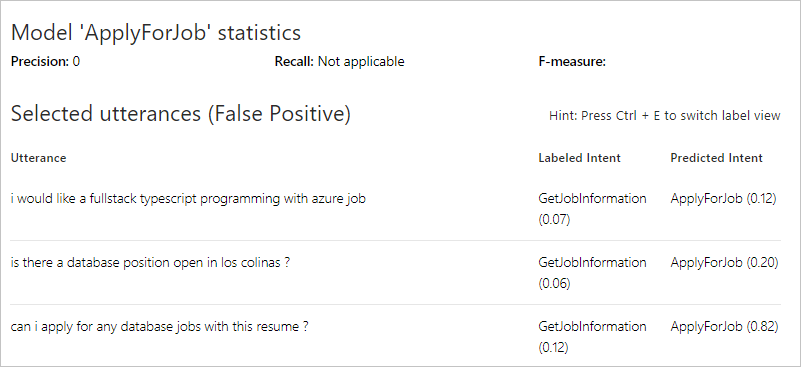 Model 'ApplyForJob' statistics
Precision: 0 Recall: Not applicable F-measure:
Selected utterances (False Positive) Hint: Press Ctrl + E to switch label view
Utterance Labeled Intent Predicted Intent
i would like a fullstack typescript programming with azure job GetJobInformation ApplyForJob (0.12)
(0.07)
is there a database position open in los colinas ? GetJobInformation ApplyForJob (0.20)
(0.06)
can i apply for any database jobs with this resume ? GetJobInformation ApplyForJob (0.82)
(0.12)